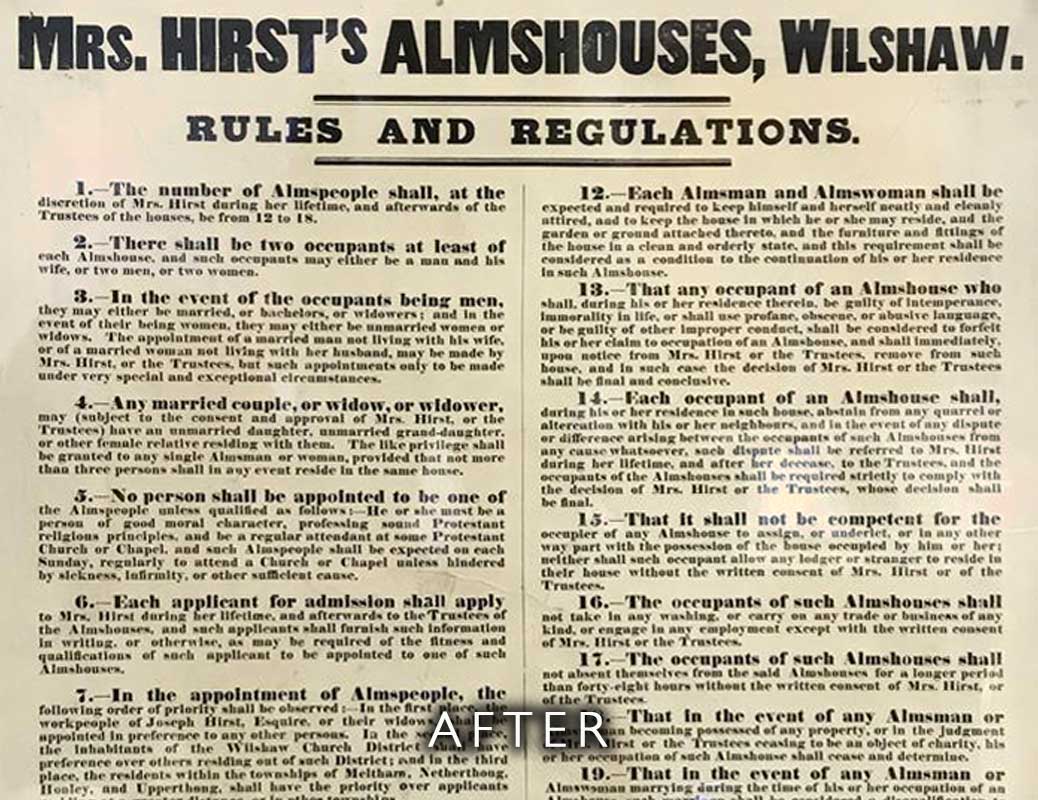 MRS. HIRST'S ALMSHOUSES, WILSHAW.
RULES AND REGULATIONS.
1.—The number of Almspeople shall, at the
discretion of Mrs. Hirst during her lifetime, and afterwards of the
Trustees of the houses, be from 12 to 18.
2.—There shall be two occupants at least of
each Almshouse, and such occupants may either be a man and his
wife, or two men, or two women.
3.—In the event of the occupants being men,
they may either be married, or bachelors, or widowers; and in the
event of their being women, they may either be unmarried women or
widows. The appointment of a married man not living with his wife,
or of a married woman not living with her husband, may be made by
Mrs. Hirst, or the Trustees, but such appointments only to be made
under very special and exceptional circumstances.
4.—Any married couple, or widow, or widower,
may (subject to the consent and approval of Mrs. Hirst, or the
Trustees) have an unmarried daughter, unmarried grand-daughter,
or other female relative residing with them. The like privilege shall
be granted to any single Almsman or woman, provided that not more
than three persons shall in any event reside in the same house.
5.—No person shall be appointed to be one of
the Almspeople unless qualified as follows:—He or she must be a
person of good moral character, professing sound Protestant
religious principles, and be a regular attendant at some Protestant
Church or Chapel, and such Almspeople shall be expected on each
Sunday, regularly to attend a Church or Chapel unless hindered
by sickness, infirmity, or other sufficient cause.
6.—Each applicant for admission shall apply
to Mrs. Hirst during her lifetime, and afterwards to the Trustees of
the Almshouses, and such applicants shall furnish such information
in writing, or otherwise, as may be required of the fitness and
qualifications of such applicant to be appointed to one of such
Almshouses.
7.—In the appointment of Almspeople, the
following order of priority shall be observed:—In the first place, the
workpeople of Joseph Hirst, Esquire, or their widows shall be
appointed in preference to any other persons. In the place,
the inhabitants of the Wilshaw Church District have
preference over others residing out of such District; and in the third
place, the residents within the townships of Meltham, Netherthong,
Honley, and Upperthong, shall have the priority over applicants
12.—Each Almsman and Almswoman shall be
expected and required to keep himself and herself neatly and cleanly
attired, and to keep the house in which he or she may reside, and the
garden or ground attached thereto, and the furniture and fittings of
the house in a clean and orderly state, and this requirement shall be
considered as a condition to the continuation of his or her residence
in such Almshouse.
13.—That any occupant of an Almshouse who
shall, during his or her residence therein, be guilty of intemperance,
immorality in life, or shall use profane, obscene, or abusive language,
or be guilty of other improper conduct, shall be considered to forfeit
his or her claim to occupation of an Almshouse, and shall immediately,
upon notice from Mrs. Hirst or the Trustees, remove from such
house, and in such case the decision of Mrs. Hirst or the Trustees
shall be final and conclusive.
14.—Each occupant of an Almshouse shall,
during his or her residence in such house, abstain from any quarrel or
altercation with his or her neighbours, and in the event of any dispute
or difference arising between the occupants of such Almshouses from
any cause whatsoever, such dispute shall be referred to Mrs. Hirst
during her lifetime, and after her decease, to the Trustees, and the
occupants of the Almshouses shall be required strictly to comply with
the decision of Mrs. Hirst or the Trustees, whose decision shall
be final.
15.—That it shall not be competent for the
occupier of any Almshouse to assign, or underlet, or in any other
way part with the possession of the house occupied by him or her;
neither shall such occupant allow any lodger or stranger to reside in
their house without the written consent of Mrs. Hirst or of the
Trustees.
16.—The occupants of such Almshouses shall
not take in any washing, or carry on any trade or business of any
kind, or engage in any employment except with the written consent
of Mrs. Hirst or the Trustees.
17.—The occupants of such Almshouses shall
not absent themselves from the said Almshouses for a longer period
than forty-eight hours without the written consent of Mrs. Hirst, or
of the Trustees.
That in the event of any Almsman or
becoming possessed of any property, or in the judgment
Hirst or the Trustees ceasing to be an object of charity, his
or her occupation of such Almshouse shall cease and determine.
19.—That in the event of any Almsman or
Almswoman marrying during the time of his or her occupation of an
AFTER